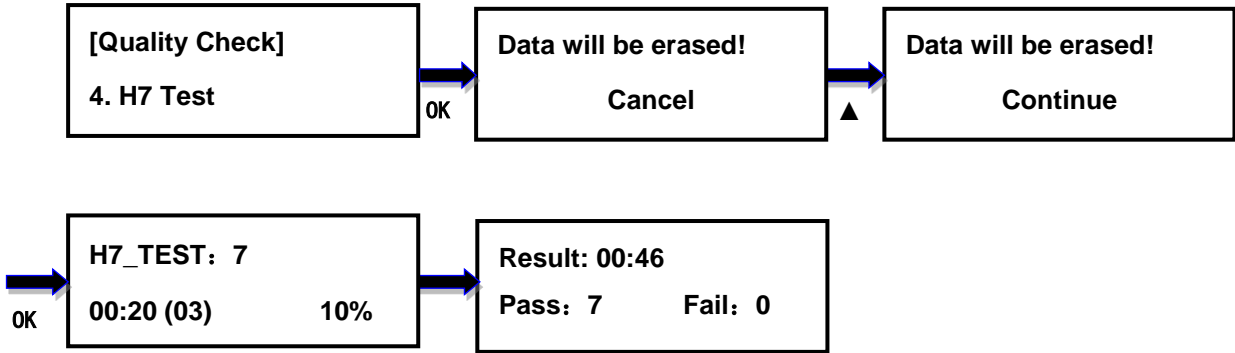 [Quality Check]
4. H7 Test
OK
Data will be erased!
Cancel
▲
Data will be erased!
Continue
OK
H7_TEST：7
00:20 (03) 10%
Result: 00:46
Pass：7 Fail：0